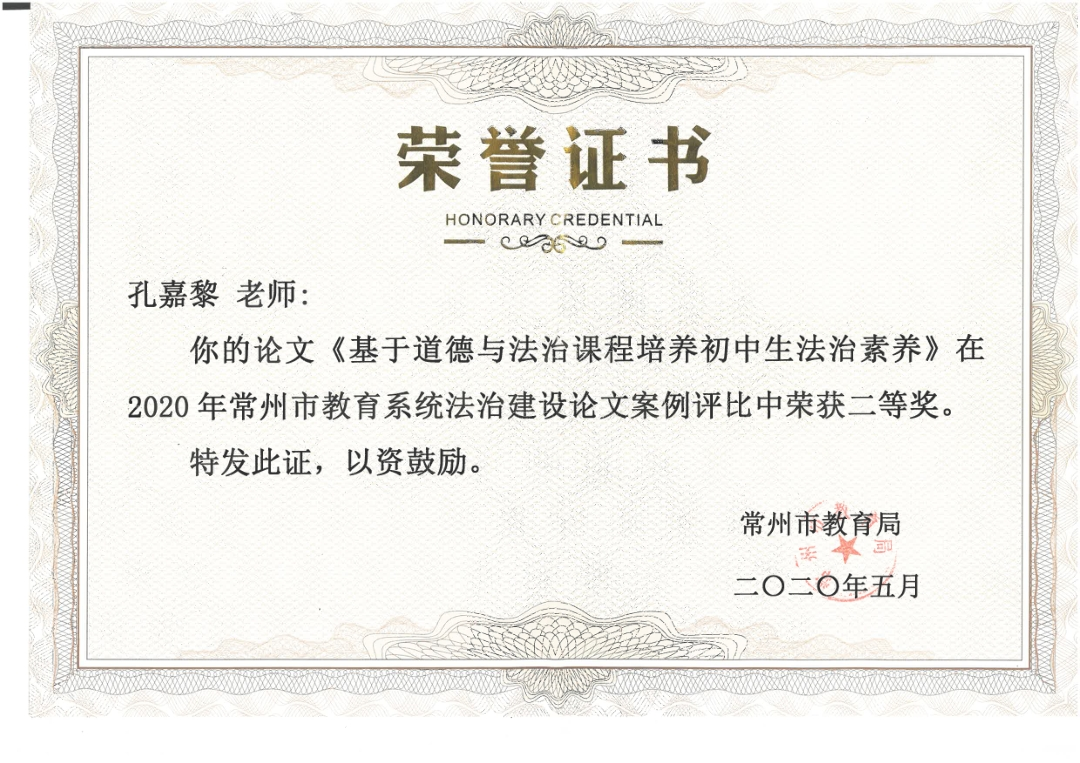 荣誉证书
HONORARY CREDENTIAL
孔嘉黎 老师:
你的论文《基于道德与法治课程培养初中生法治素养》在
2020年常州市教育系统法治建设论文案例评比中荣获二等奖。
特发此证，以资鼓励。
常州市教育局
二〇二〇年五月